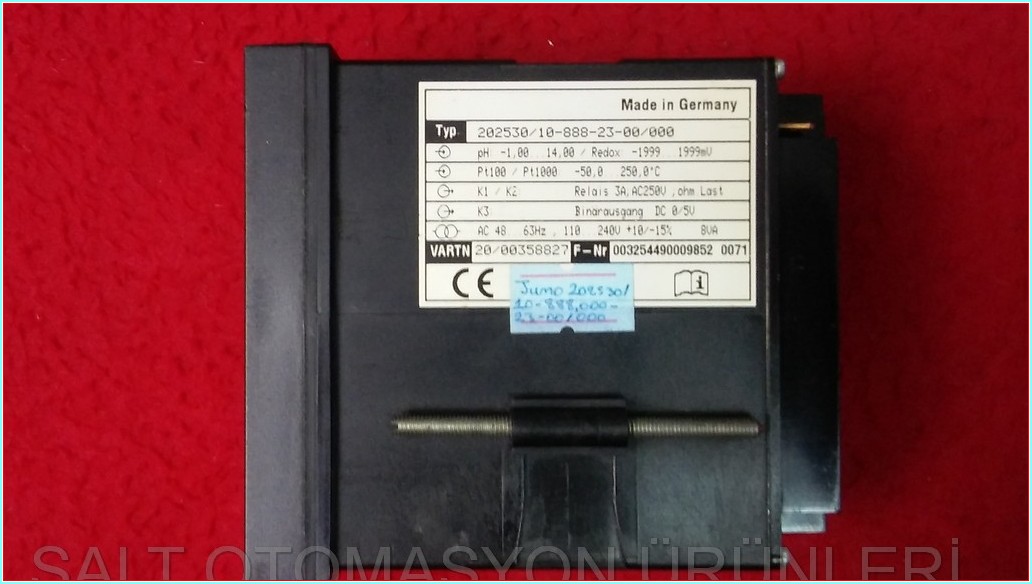 Made in Germany
Typ 202530/10-888-23-00/000
pH -1,00 14,00 / Redox -1999 1999mV
Pt100 / Pt1000 -50,0 250,0°C
K1 / K2 Relais 3A,AC250V ,ohm.Last
K3 Binärausgang DC 0/5V
AC 48 63Hz , 110 240V +10/-15% 8VA
VARTN 20/00358827 F-Nr 003254490009852 0071
CE i
Jumo 202530/
10-888,000-
23-00/000
SALT OTOMASYON ÜRÜNLERİ